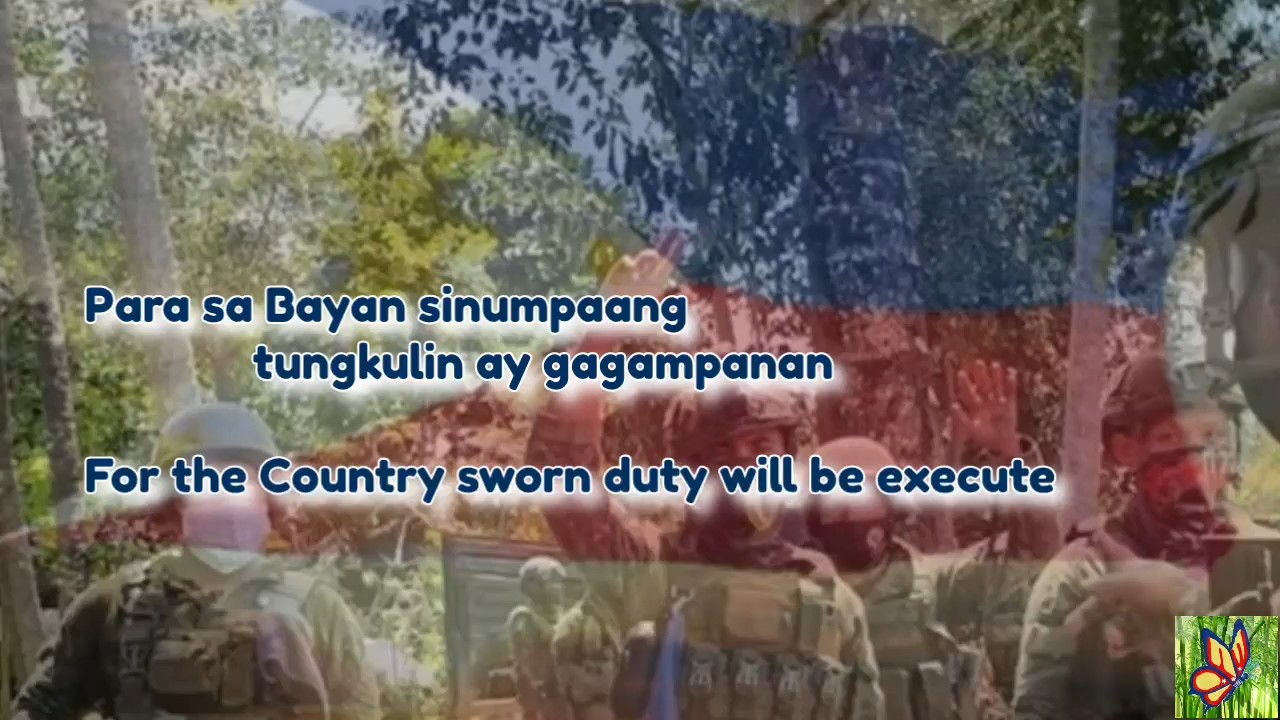 Para sa Bayan sinumpaang
tungkulin ay gagampanan
For the Country sworn duty will be execute